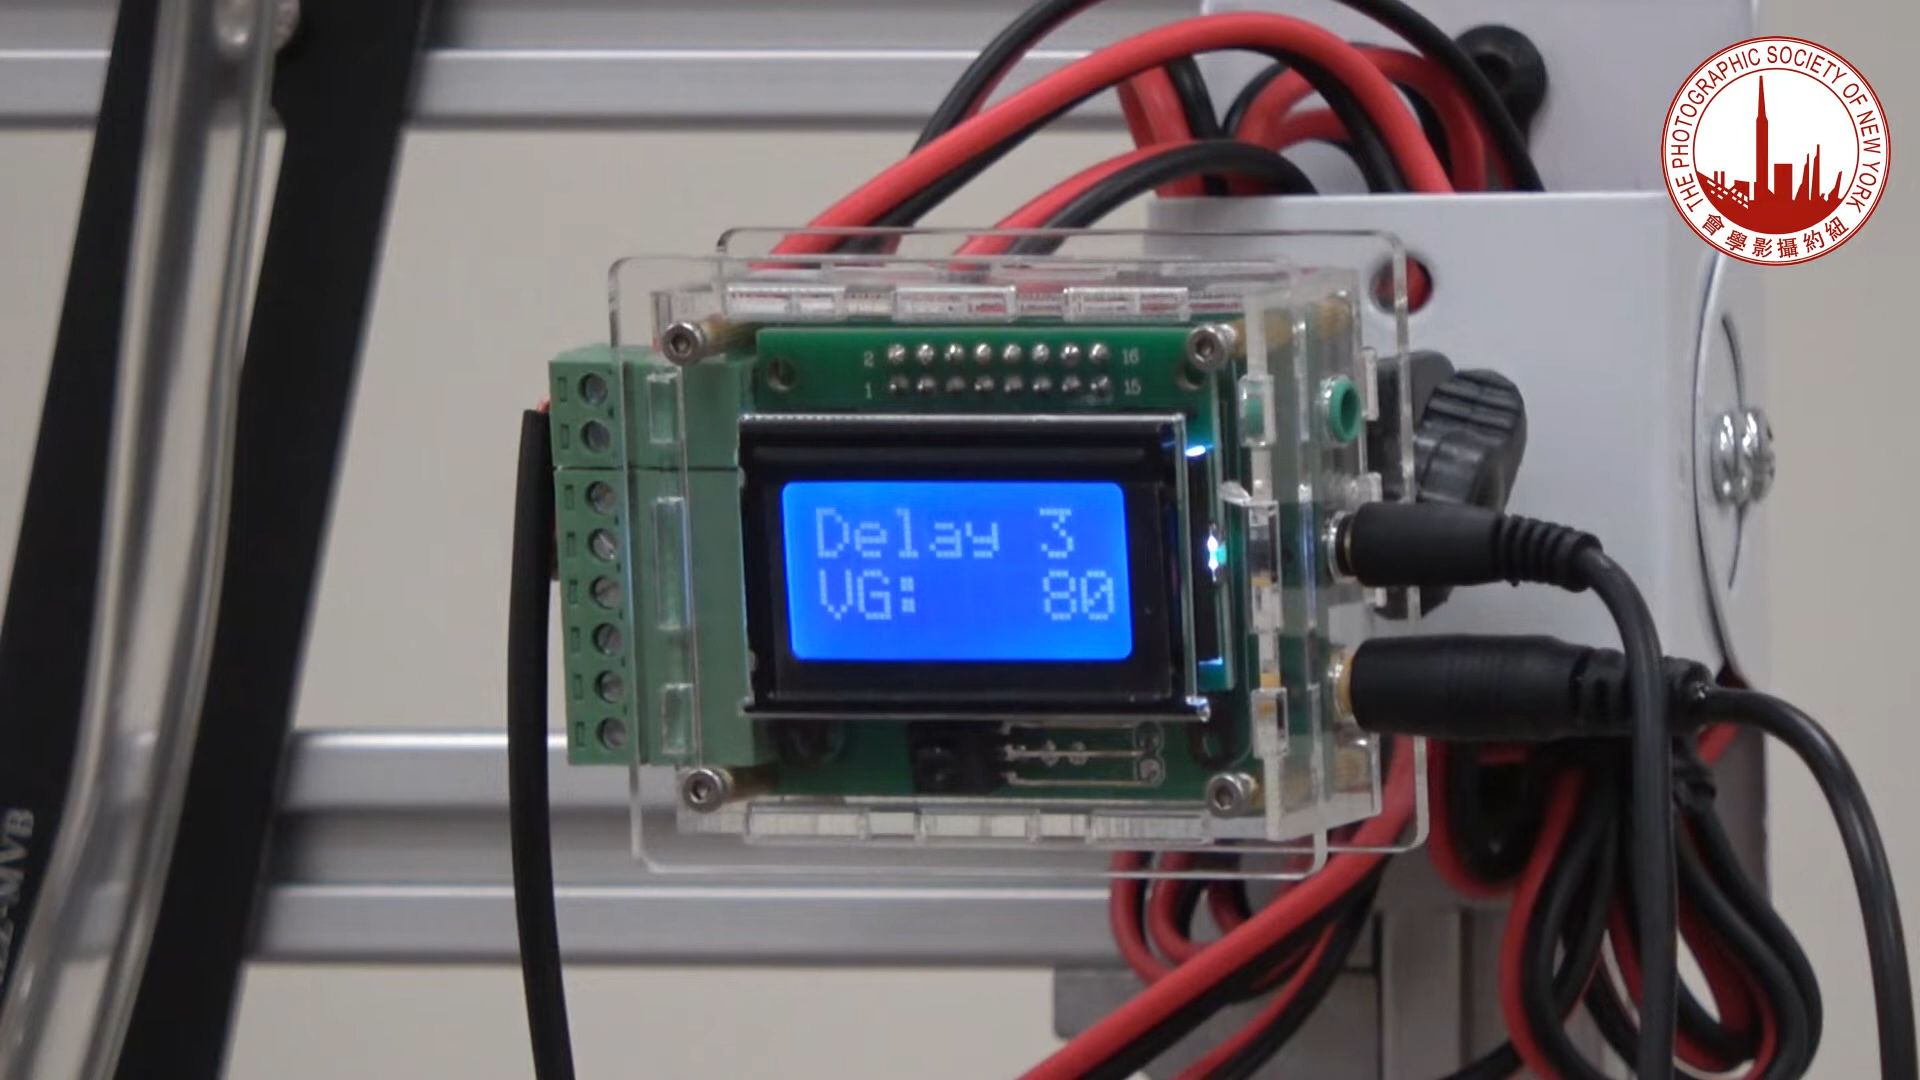 THE PHOTOGRAPHIC SOCIETY OF NEW YORK
會學影攝約紐
2 16
1 15
Delay 3
VG: 80